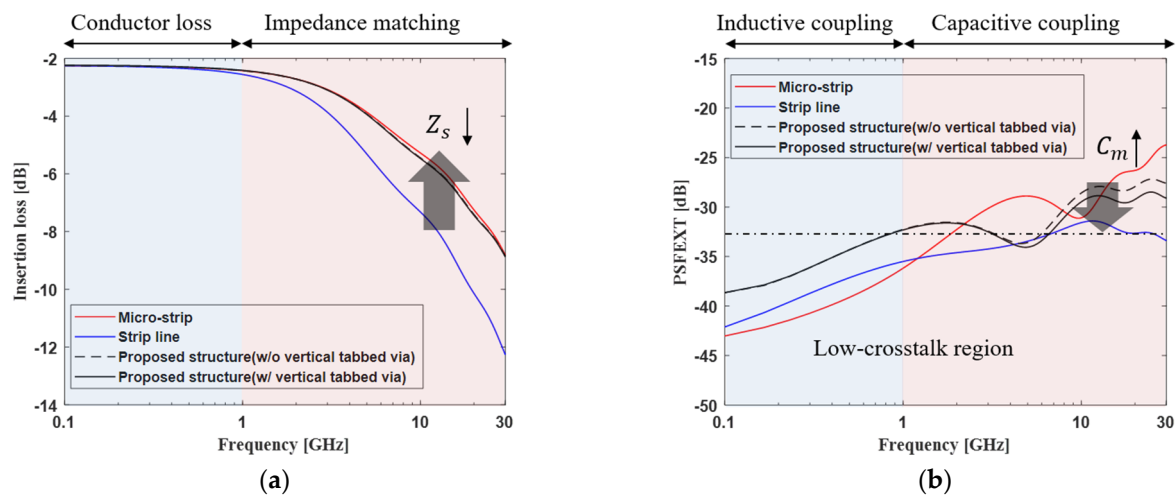 Conductor loss
Impedance matching
-2
-4
-6
-8
-10
-12
-14
Insertion loss [dB]
Z_s ↓
Micro-strip
Strip line
Proposed structure(w/o vertical tabbed via)
Proposed structure(w/ vertical tabbed via)
0.1
1
10
30
Frequency [GHz]
(a)
Inductive coupling
Capacitive coupling
-15
-20
-25
-30
-35
-40
-45
-50
PSFEXT [dB]
Micro-strip
Strip line
Proposed structure(w/o vertical tabbed via)
Proposed structure(w/ vertical tabbed via)
C_m ↑
Low-crosstalk region
0.1
1
10
30
Frequency [GHz]
(b)